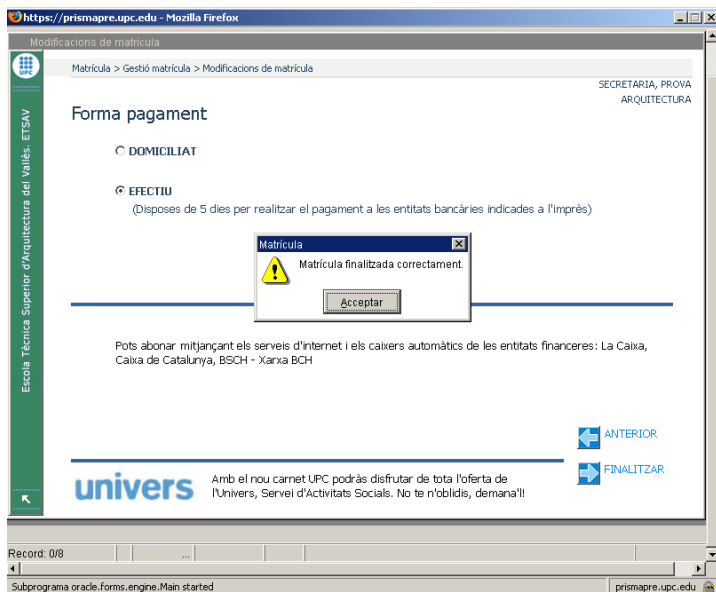 https://prismapre.upc.edu - Mozilla Firefox
Modificacions de matrícula
UPC
Matrícula > Gestió matrícula > Modificacions de matrícula
SECRETARIA, PROVA
ARQUITECTURA
Escola Tècnica Superior d'Arquitectura del Vallès. ETSAV
Forma pagament
DOMICILIAT
EFECTIU
(Disposes de 5 dies per realitzar el pagament a les entitats bancàries indicades a l'imprès)
Matrícula
Matrícula finalitzada correctament.
Acceptar
Pots abonar mitjançant els serveis d'internet i els caixers automàtics de les entitats financeres: La Caixa,
Caixa de Catalunya, BSCH - Xarxa BCH
ANTERIOR
FINALITZAR
univers
Amb el nou carnet UPC podràs disfrutar de tota l'oferta de
l'Univers, Servei d'Activitats Socials. No te n'oblidis, demana'l!
Record: 0/8
...
Subprograma oracle.forms.engine.Main started
prismapre.upc.edu